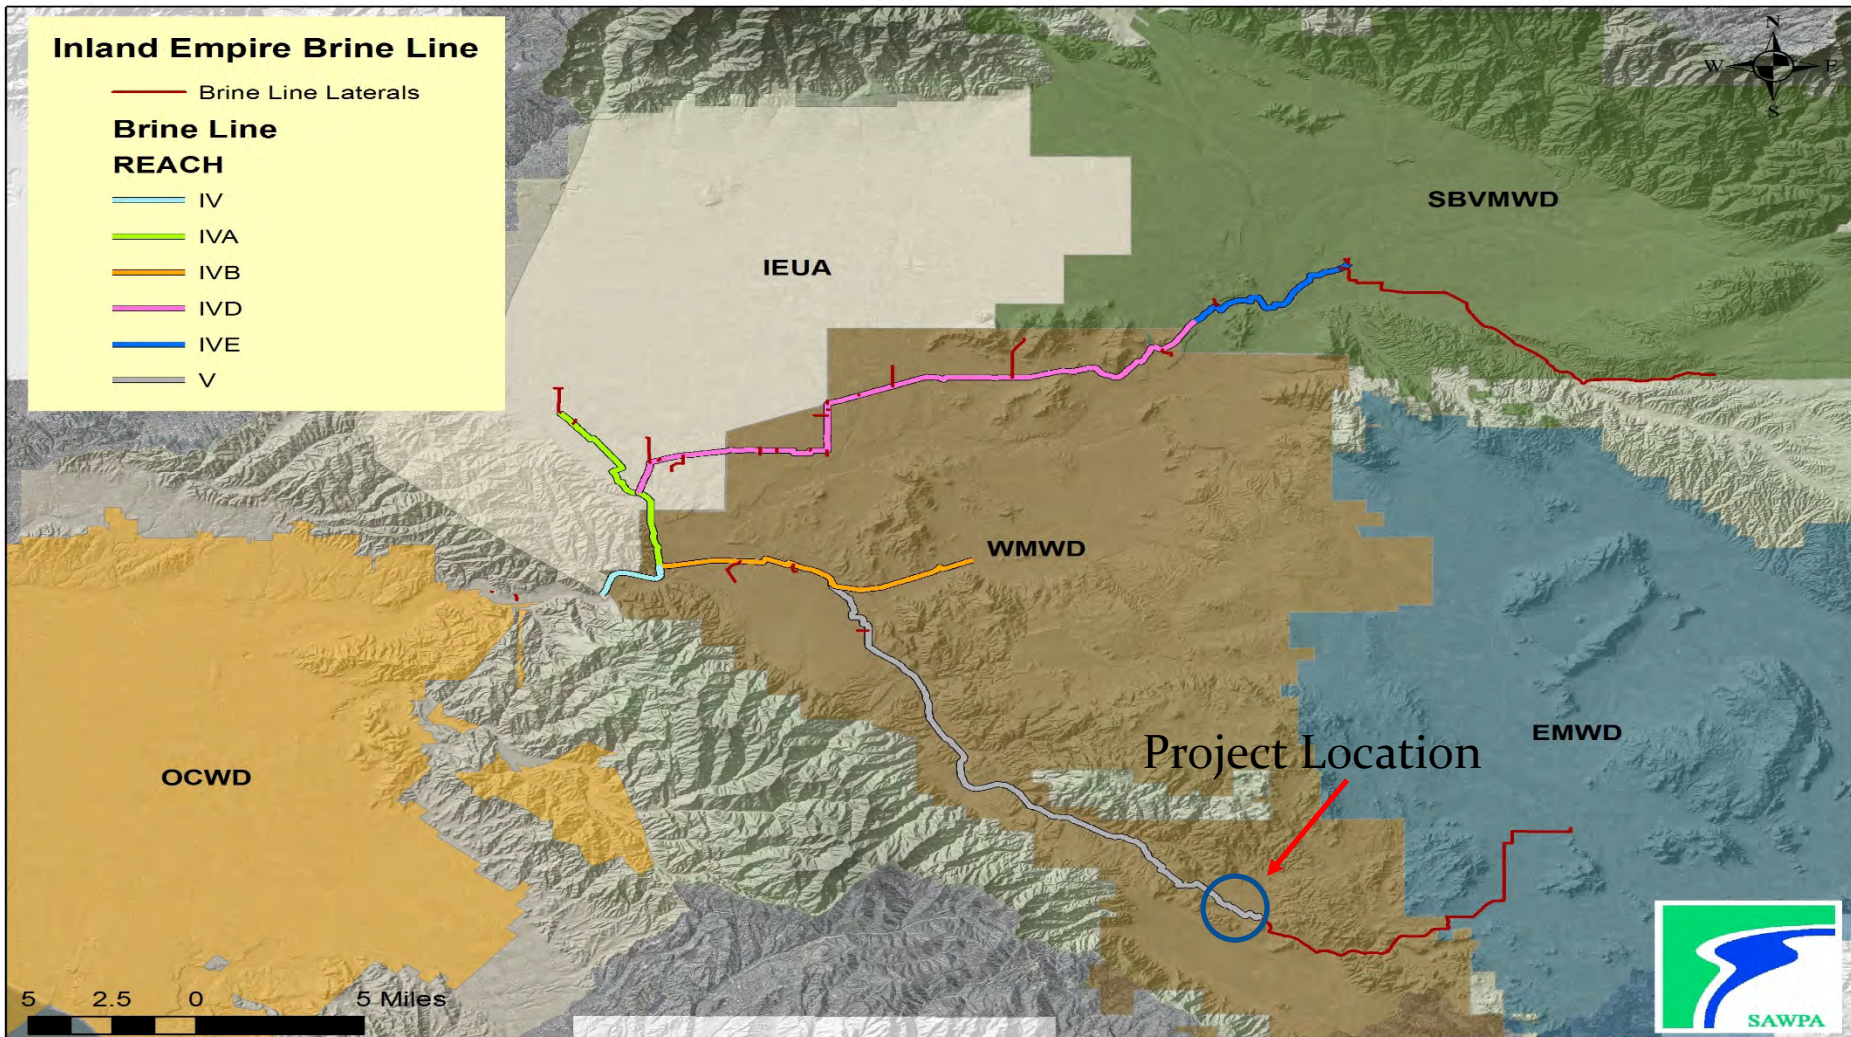 Inland Empire Brine Line
Brine Line Laterals
Brine Line
REACH
IV
IVA
IVB
IVD
IVE
V
N
W E
S
SBVMWD
IEUA
WMWD
EMWD
Project Location
OCWD
5 2.5 0 5 Miles
SAWPA